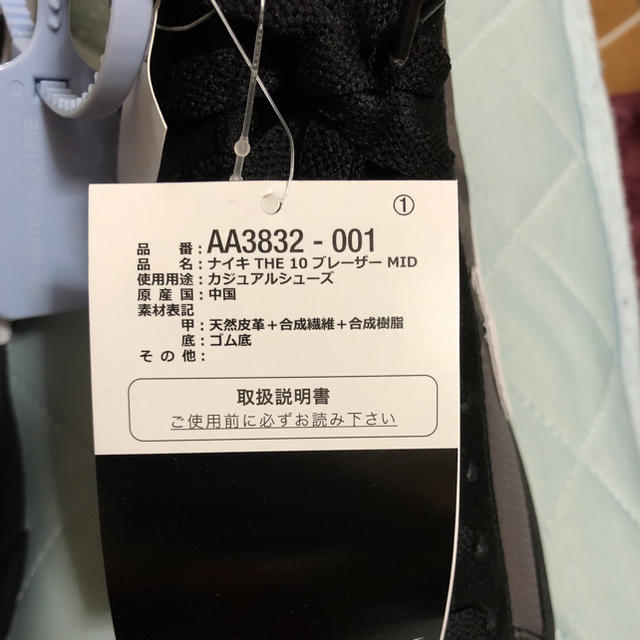 ①
品 番：AA3832 - 001
品 名：ナイキ THE 10 ブレーザー MID
使用用途：カジュアルシューズ
原 産 国：中国
素材表記
甲：天然皮革＋合成繊維＋合成樹脂
底：ゴム底
そ の 他：
取扱説明書
ご使用前に必ずお読み下さい